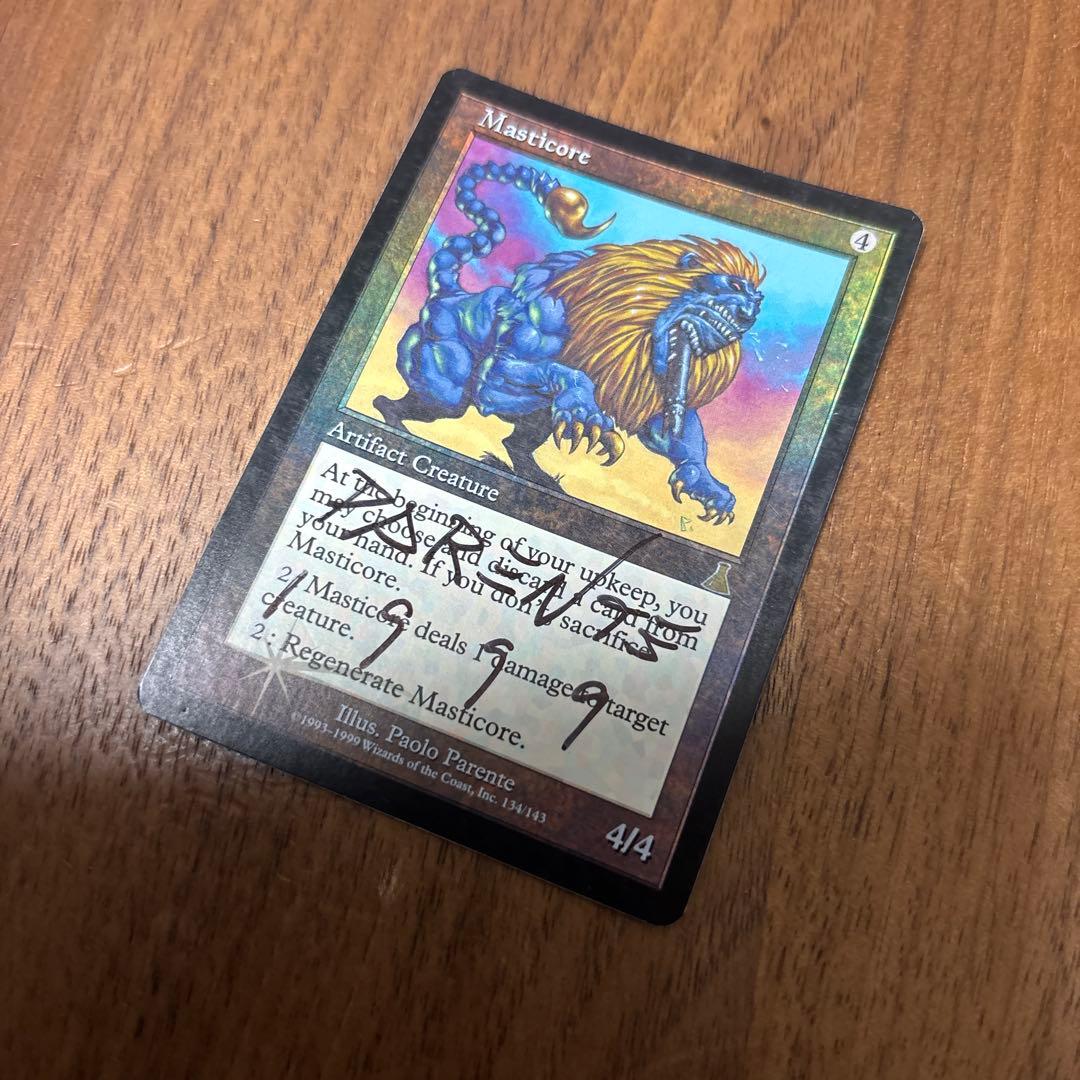 Masticore
4
Artifact Creature
At the beginning of your upkeep, you
may choose and discard a card from
your hand. If you don't, sacrifice
Masticore.
PARENTE
2: Masticore deals 1 damage to target
creature.
1999
2: Regenerate Masticore.
Illus. Paolo Parente
©1993–1999 Wizards of the Coast, Inc. 134/143
4/4